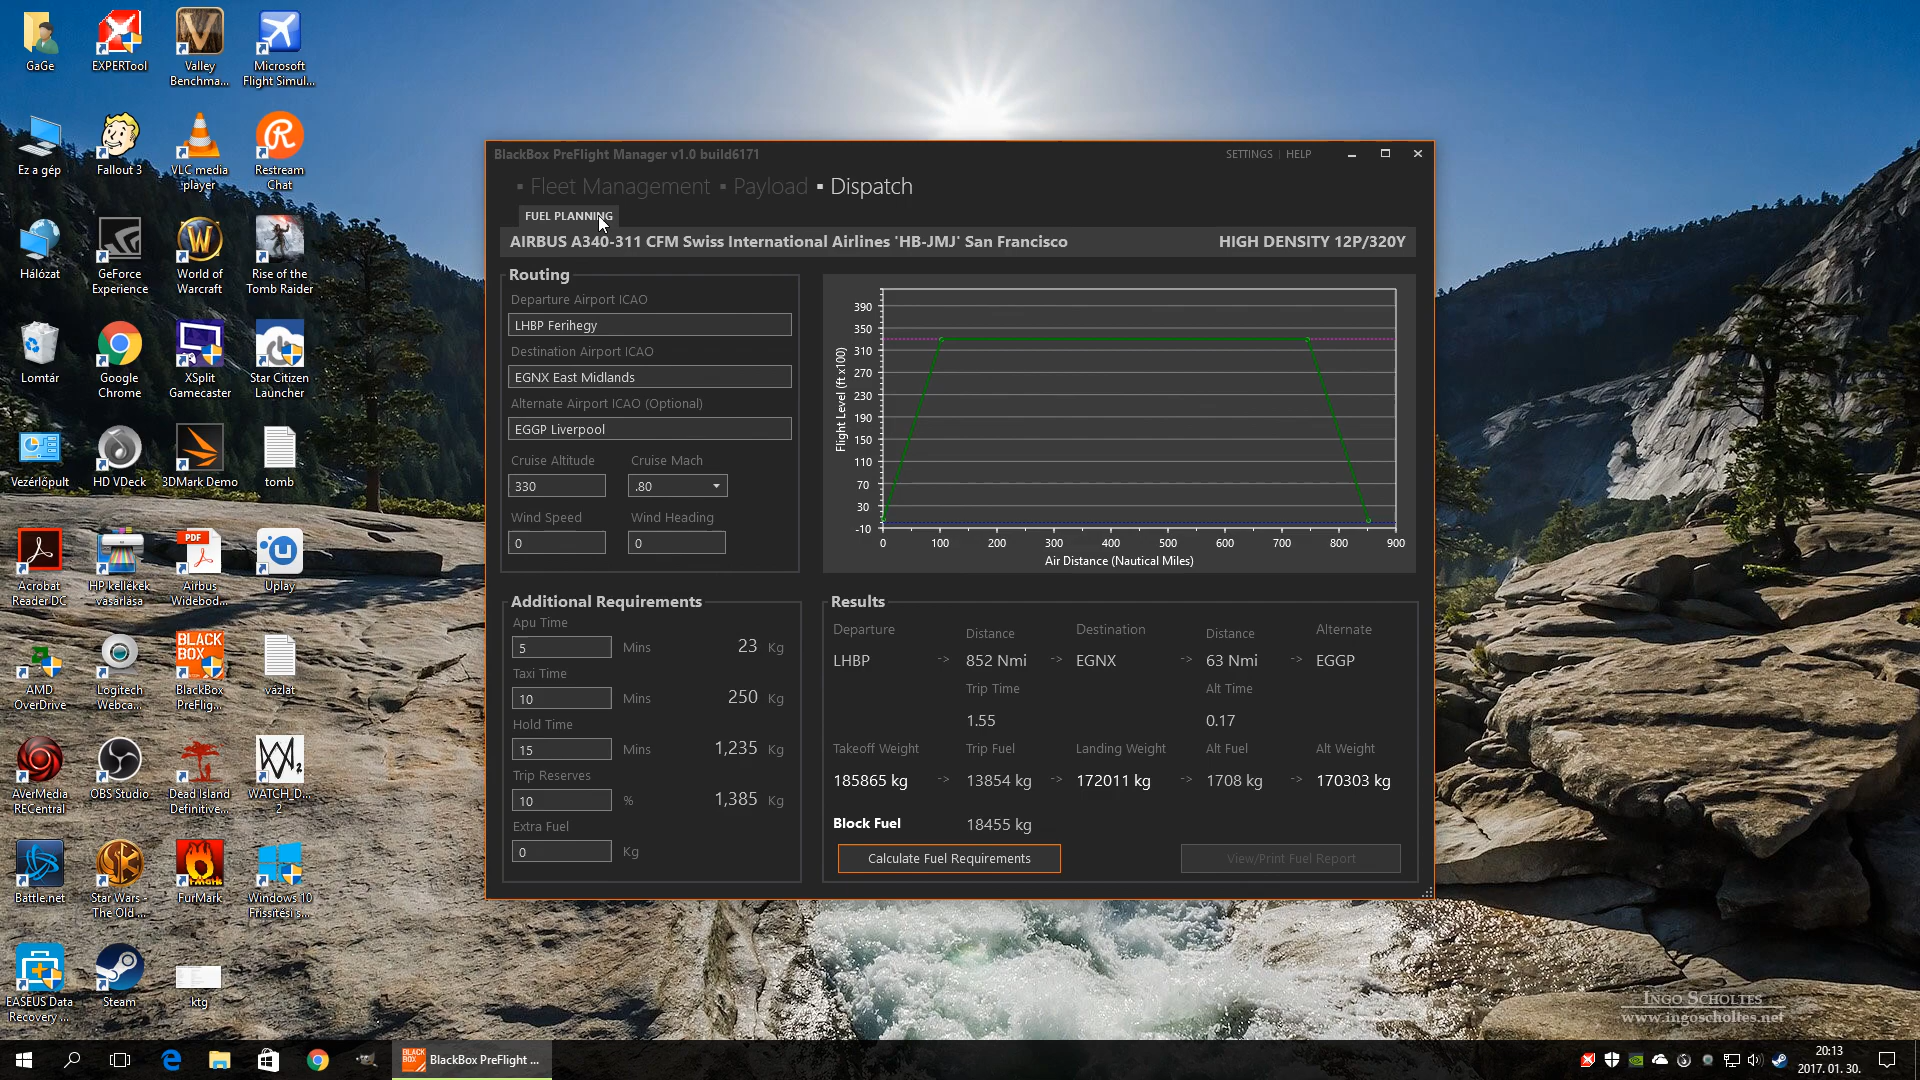 GaGe
EXPERTool
Valley
Benchma...
Microsoft
Flight Simul...
Ez a gép
Fallout 3
VLC media
player
Restream
Chat
Hálózat
GeForce
Experience
World of
Warcraft
Rise of the
Tomb Raider
Lomtár
Google
Chrome
XSplit
Gamecaster
Star Citizen
Launcher
Vezérlőpult
HD VDeck
3DMark Demo
tomb
Acrobat
Reader DC
HP kellékek
vásárlása
PDF
Airbus
Widebod...
Uplay
AMD
OverDrive
Logitech
Webca...
BLACK
BOX
BlackBox
PreFlig...
vázlat
AVerMedia
RECentral
OBS Studio
Dead Island
Definitive...
WATCH_D...
2
Battle.net
Star Wars -
The Old ...
FurMark
Windows 10
Frissítési s...
EASEUS Data
Recovery ...
Steam
ktg
BlackBox PreFlight Manager v1.0 build6171
SETTINGS | HELP
Fleet Management
Payload
Dispatch
FUEL PLANNING
AIRBUS A340-311 CFM Swiss International Airlines 'HB-JMJ' San Francisco
HIGH DENSITY 12P/320Y
Routing
Departure Airport ICAO
LHBP Ferihegy
Destination Airport ICAO
EGNX East Midlands
Alternate Airport ICAO (Optional)
EGGP Liverpool
Cruise Altitude
Cruise Mach
330
.80
Wind Speed
Wind Heading
0
0
Flight Level (ft x100)
390
350
310
270
230
190
150
110
70
30
-10
0 100 200 300 400 500 600 700 800 900
Air Distance (Nautical Miles)
Additional Requirements
Apu Time
5 Mins 23 Kg
Taxi Time
10 Mins 250 Kg
Hold Time
15 Mins 1,235 Kg
Trip Reserves
10 % 1,385 Kg
Extra Fuel
0 Kg
Results
Departure Distance Destination Distance Alternate
LHBP -> 852 Nmi -> EGNX -> 63 Nmi -> EGGP
Trip Time Alt Time
1.55 0.17
Takeoff Weight Trip Fuel Landing Weight Alt Fuel Alt Weight
185865 kg -> 13854 kg -> 172011 kg -> 1708 kg -> 170303 kg
Block Fuel 18455 kg
Calculate Fuel Requirements
View/Print Fuel Report
Ingo Scholtes
www.ingoscholtes.net
BLACK
BOX
BlackBox PreFlight ...
20:13
2017. 01. 30.